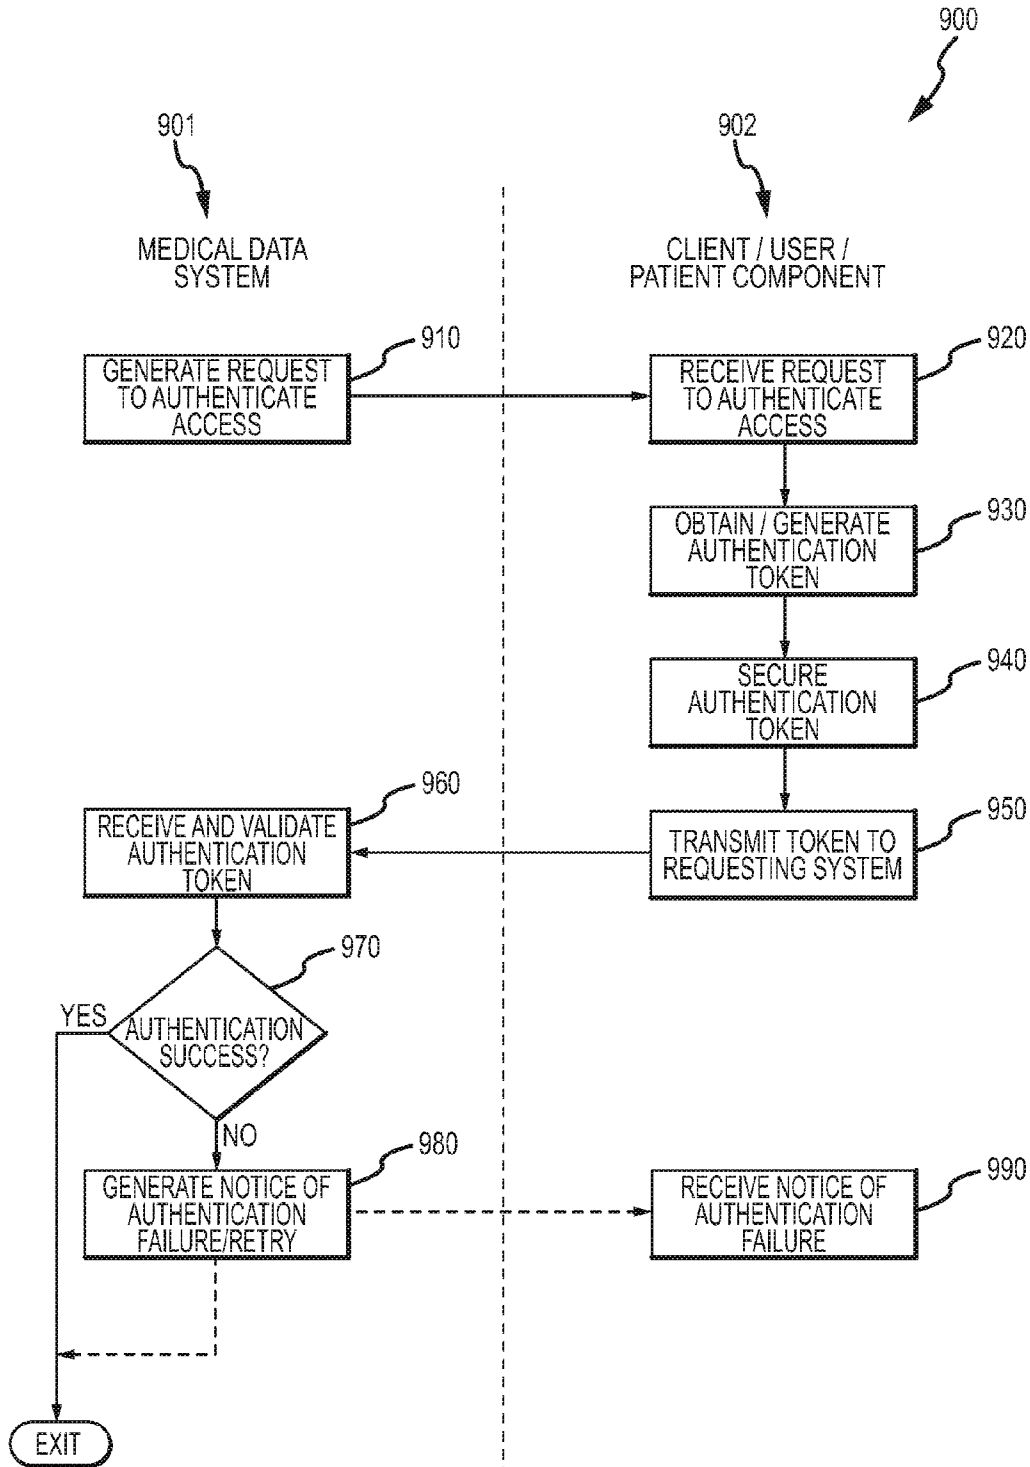 900
901
902
MEDICAL DATA
SYSTEM
CLIENT / USER /
PATIENT COMPONENT
910
GENERATE REQUEST
TO AUTHENTICATE
ACCESS
920
RECEIVE REQUEST
TO AUTHENTICATE
ACCESS
930
OBTAIN / GENERATE
AUTHENTICATION
TOKEN
940
SECURE
AUTHENTICATION
TOKEN
950
TRANSMIT TOKEN TO
REQUESTING SYSTEM
960
RECEIVE AND VALIDATE
AUTHENTICATION
TOKEN
970
YES
AUTHENTICATION
SUCCESS?
NO
980
GENERATE NOTICE OF
AUTHENTICATION
FAILURE/RETRY
990
RECEIVE NOTICE OF
AUTHENTICATION
FAILURE
EXIT